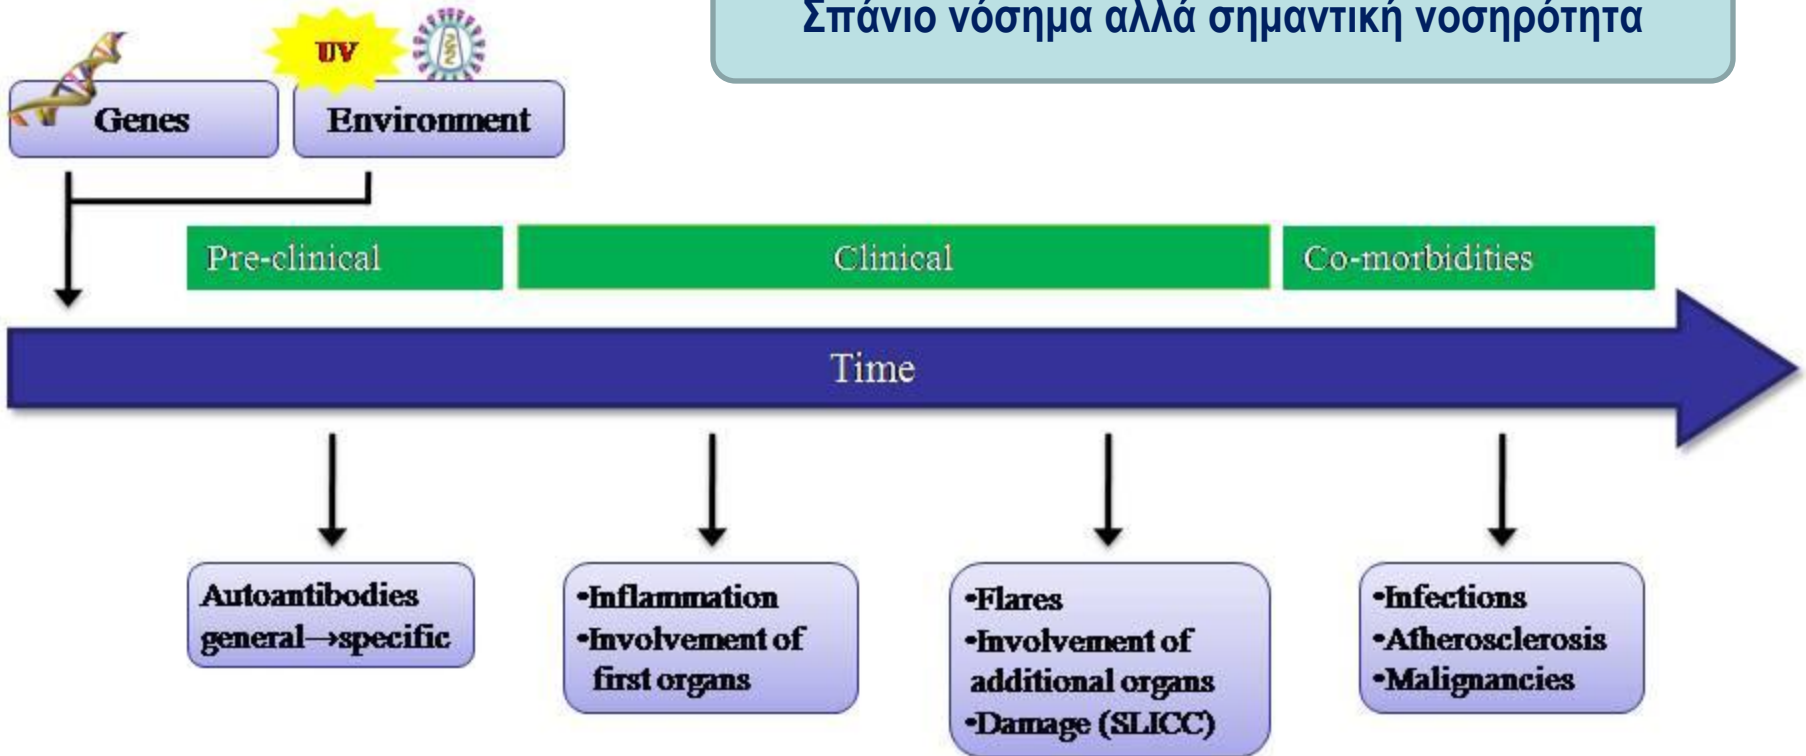 Σπάνιο νόσημα αλλά σημαντική νοσηρότητα
UV
Genes
Environment
Pre-clinical
Clinical
Co-morbidities
Time
Autoantibodies
general→specific
•Inflammation
•Involvement of
first organs
•Flares
•Involvement of
additional organs
•Damage (SLICC)
•Infections
•Atherosclerosis
•Malignancies